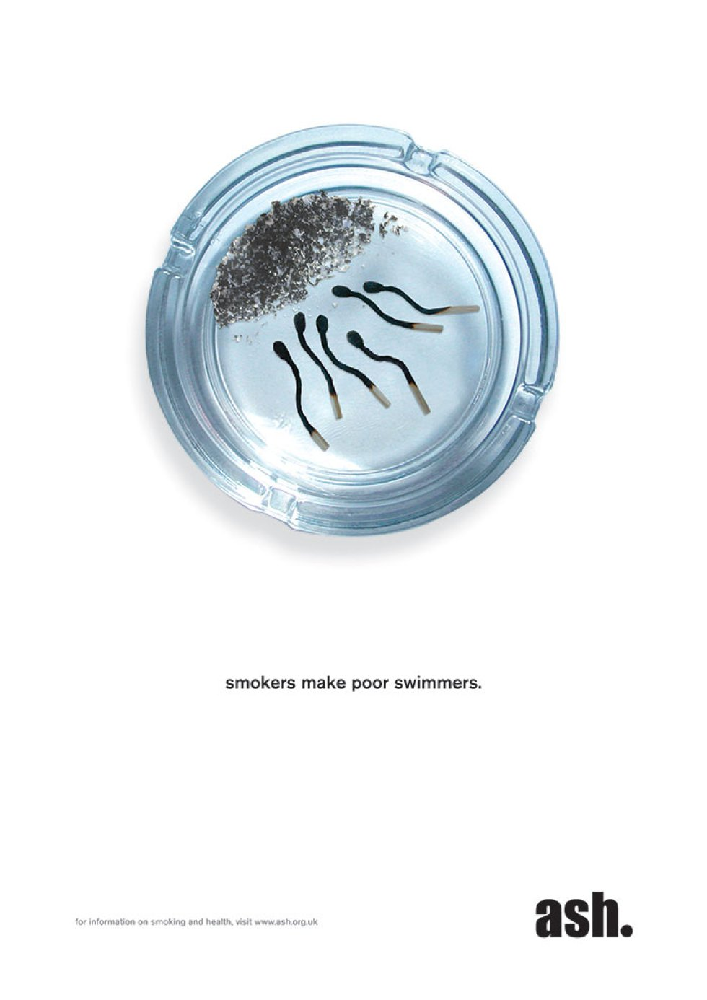 smokers make poor swimmers.
for information on smoking and health, visit www.ash.org.uk
ash.